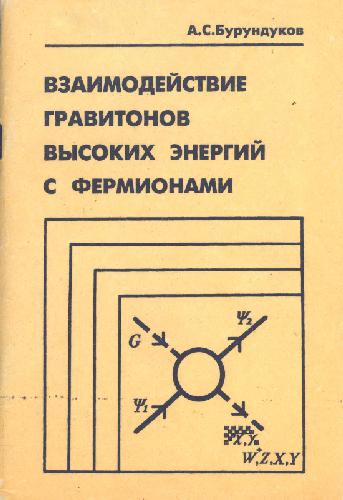 А.С.Бурундуков
ВЗАИМОДЕЙСТВИЕ
ГРАВИТОНОВ
ВЫСОКИХ ЭНЕРГИЙ
С ФЕРМИОНАМИ
G Ψ₂
Ψ₁
X,Y
W⁺,Z,X,Y